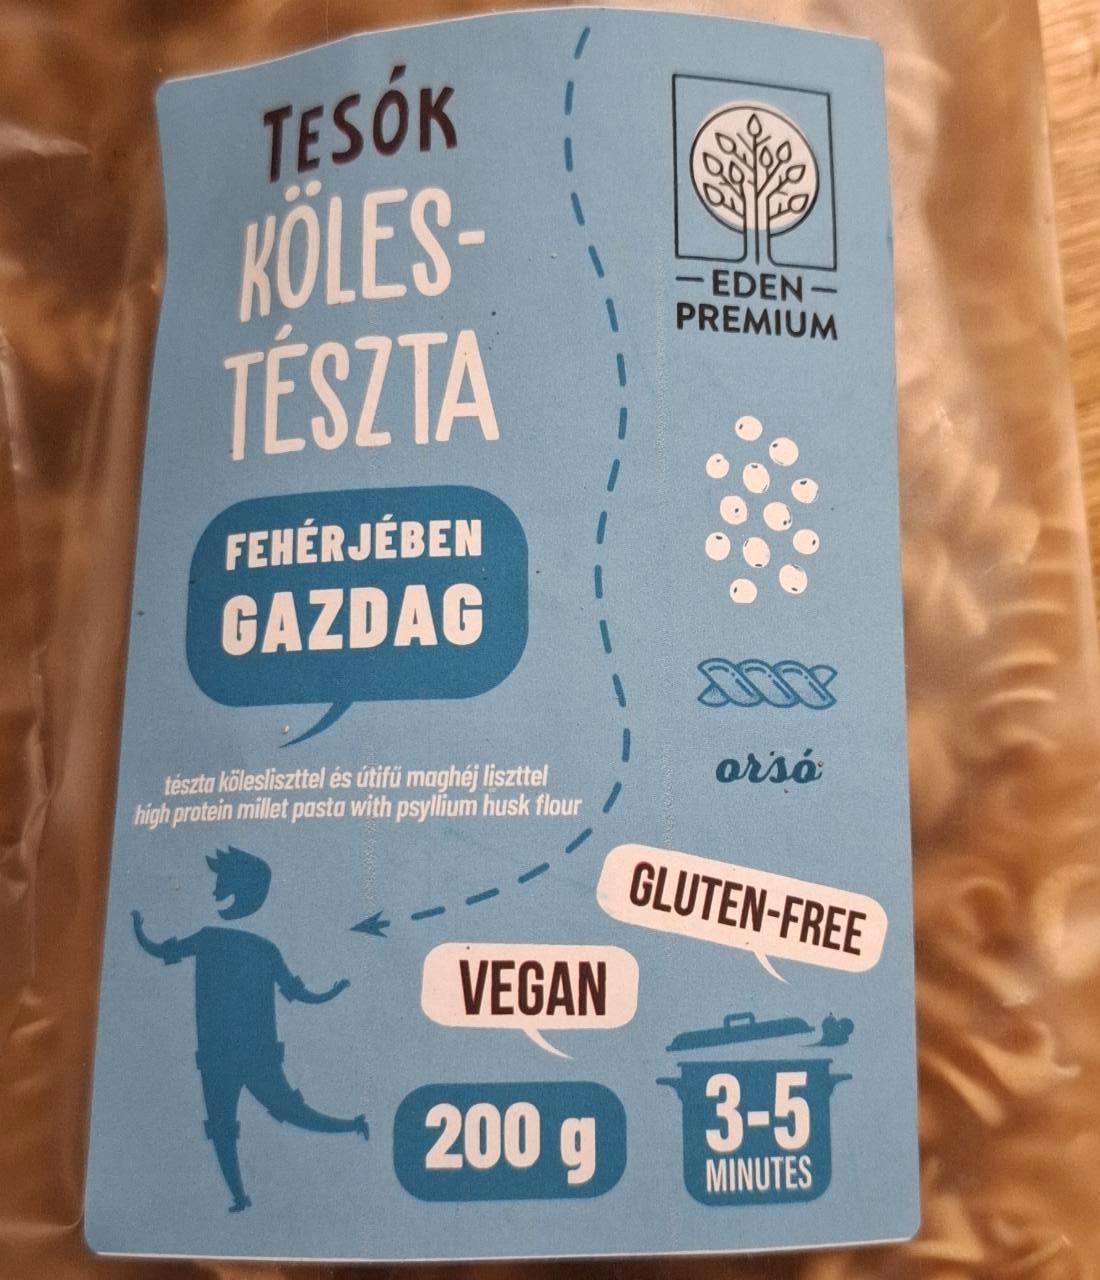 TESÓK
KÖLES-
TÉSZTA
FEHÉRJÉBEN
GAZDAG
tészta kölesliszttel és útifű maghéj liszttel
high protein millet pasta with psyllium husk flour
EDEN
PREMIUM
orsó
GLUTEN-FREE
VEGAN
200 g
3-5
MINUTES